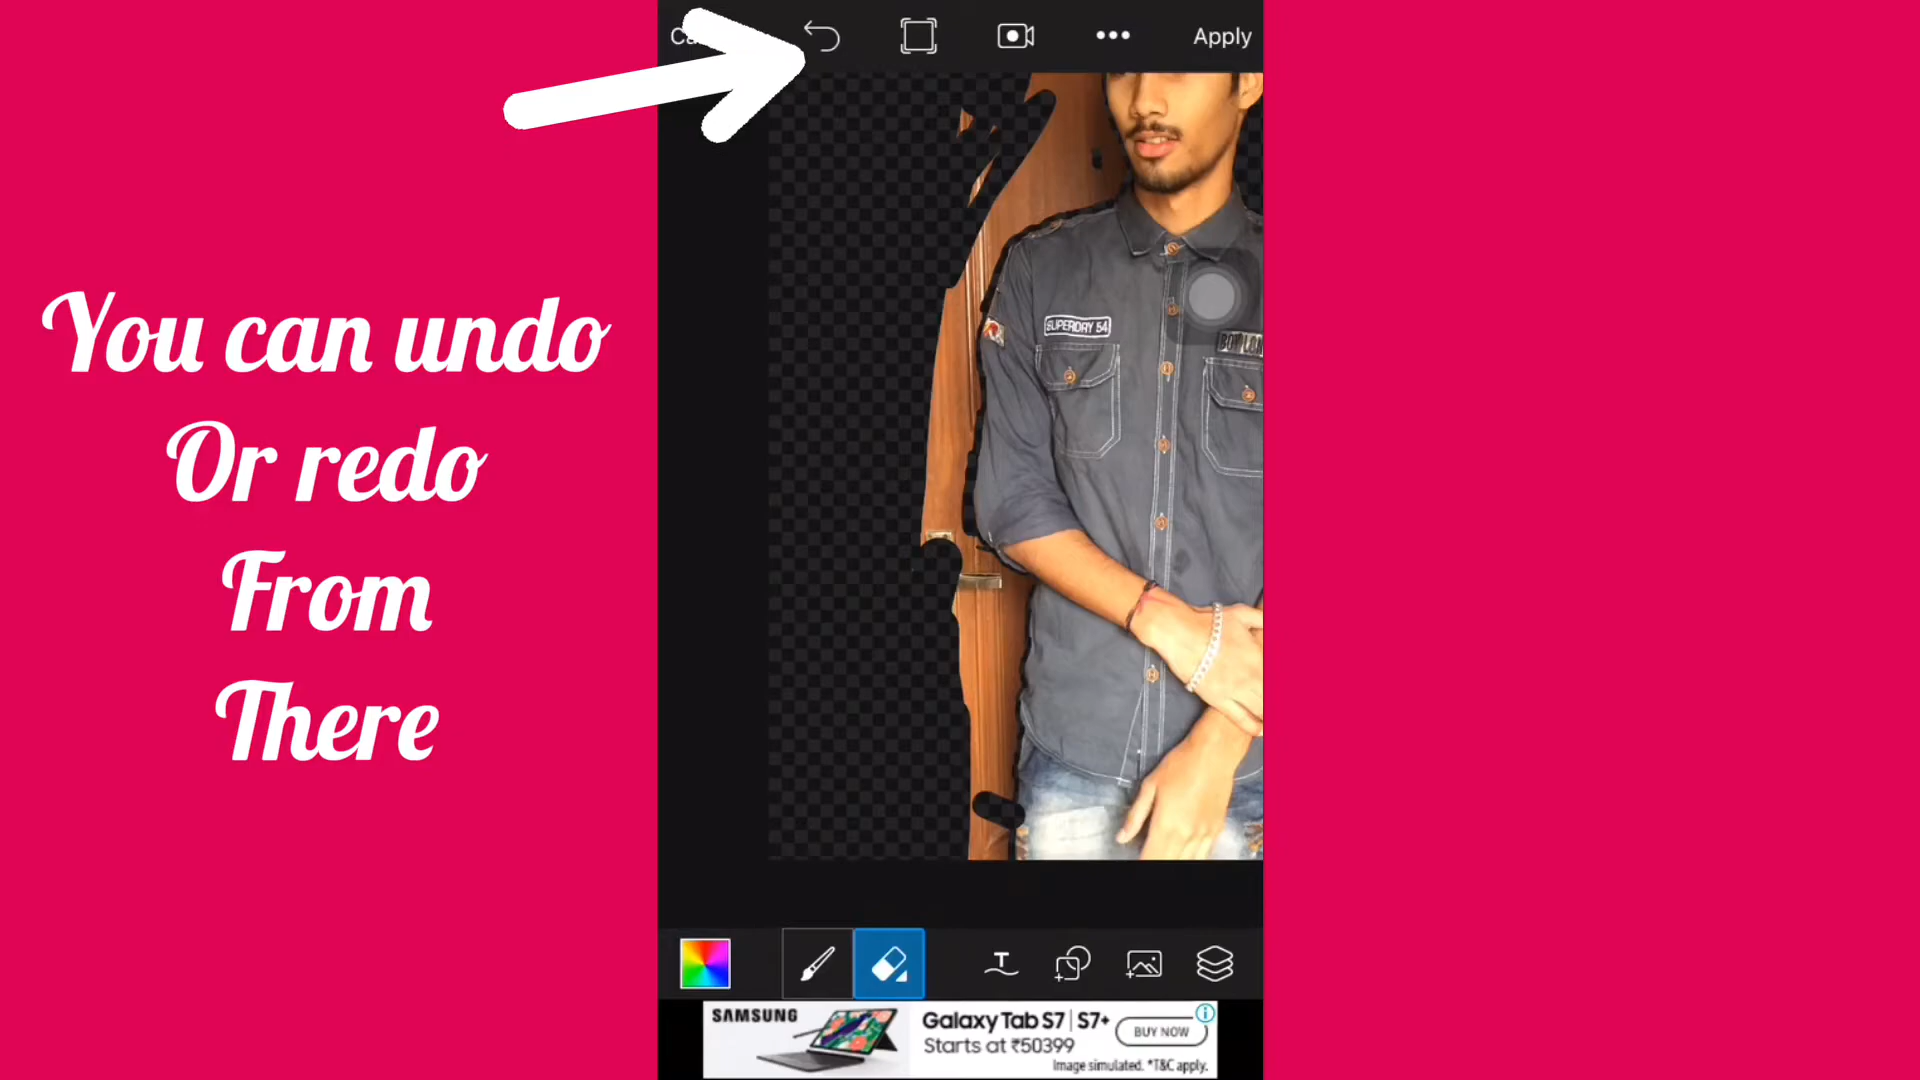 Apply
You can undo
Or redo
From
There
SUPERDRY 54
SAMSUNG
Galaxy Tab S7 | S7+
Starts at ₹50399
BUY NOW
Image simulated. *T&C apply.